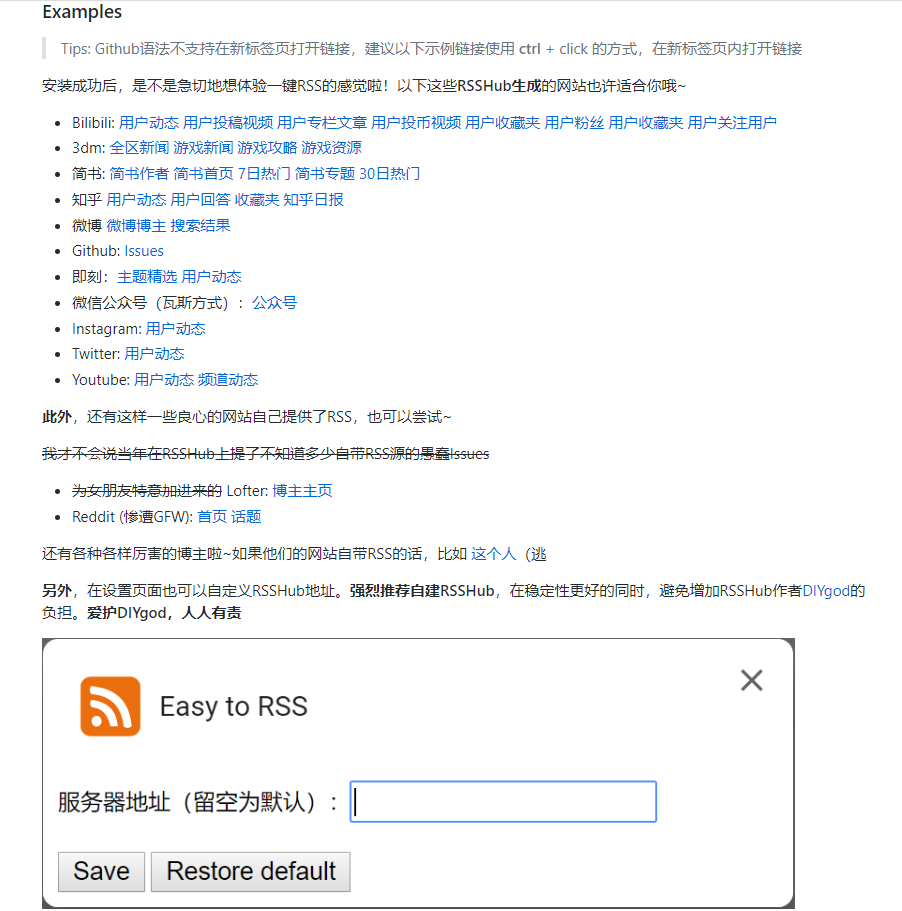 Examples
Tips: Github语法不支持在新标签页打开链接，建议以下示例链接使用 ctrl + click 的方式，在新标签页内打开链接
安装成功后，是不是急切地想体验一键RSS的感觉啦！以下这些RSSHub生成的网站也许适合你哦~
Bilibili: 用户动态 用户投稿视频 用户专栏文章 用户投币视频 用户收藏夹 用户粉丝 用户收藏夹 用户关注用户
3dm: 全区新闻 游戏新闻 游戏攻略 游戏资源
简书: 简书作者 简书首页 7日热门 简书专题 30日热门
知乎 用户动态 用户回答 收藏夹 知乎日报
微博 微博博主 搜索结果
Github: Issues
即刻： 主题精选 用户动态
微信公众号（瓦斯方式）: 公众号
Instagram: 用户动态
Twitter: 用户动态
Youtube: 用户动态 频道动态
此外，还有这样一些良心的网站自己提供了RSS，也可以尝试~
我才不会说当年在RSSHub上提了不知道多少自带RSS源的愚蠢Issues
为女朋友特意加进来的 Lofter: 博主主页
Reddit (惨遭GFW): 首页 话题
还有各种各样厉害的博主啦~如果他们的网站自带RSS的话，比如 这个人（逃
另外，在设置页面也可以自定义RSSHub地址。强烈推荐自建RSSHub，在稳定性更好的同时，避免增加RSSHub作者DIYgod的
负担。爱护DIYgod，人人有责
Easy to RSS
服务器地址（留空为默认）:
Save Restore default